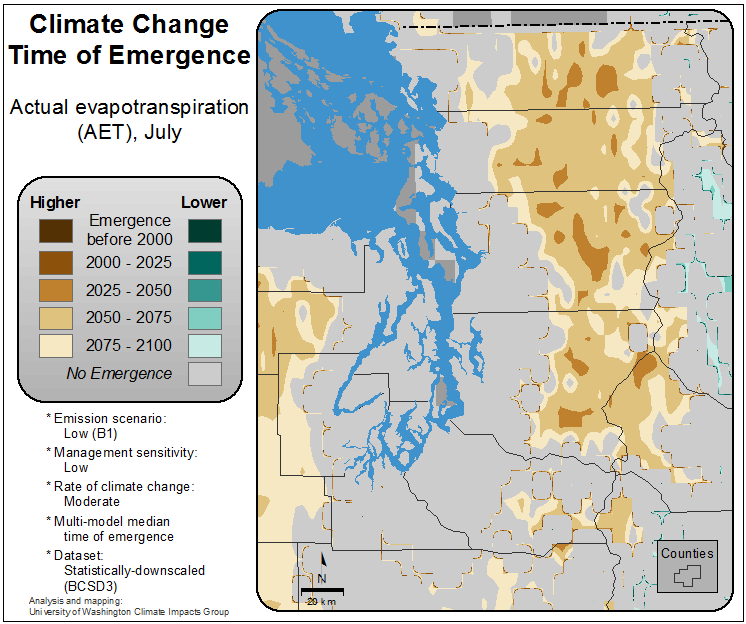 Climate Change
Time of Emergence
Actual evapotranspiration
(AET), July
Higher Lower
Emergence
before 2000
2000 - 2025
2025 - 2050
2050 - 2075
2075 - 2100
No Emergence
* Emission scenario:
Low (B1)
* Management sensitivity:
Low
* Rate of climate change:
Moderate
* Multi-model median
time of emergence
* Dataset:
Statistically-downscaled
(BCSD3)
Analysis and mapping:
University of Washington Climate Impacts Group
N
20 km
Counties